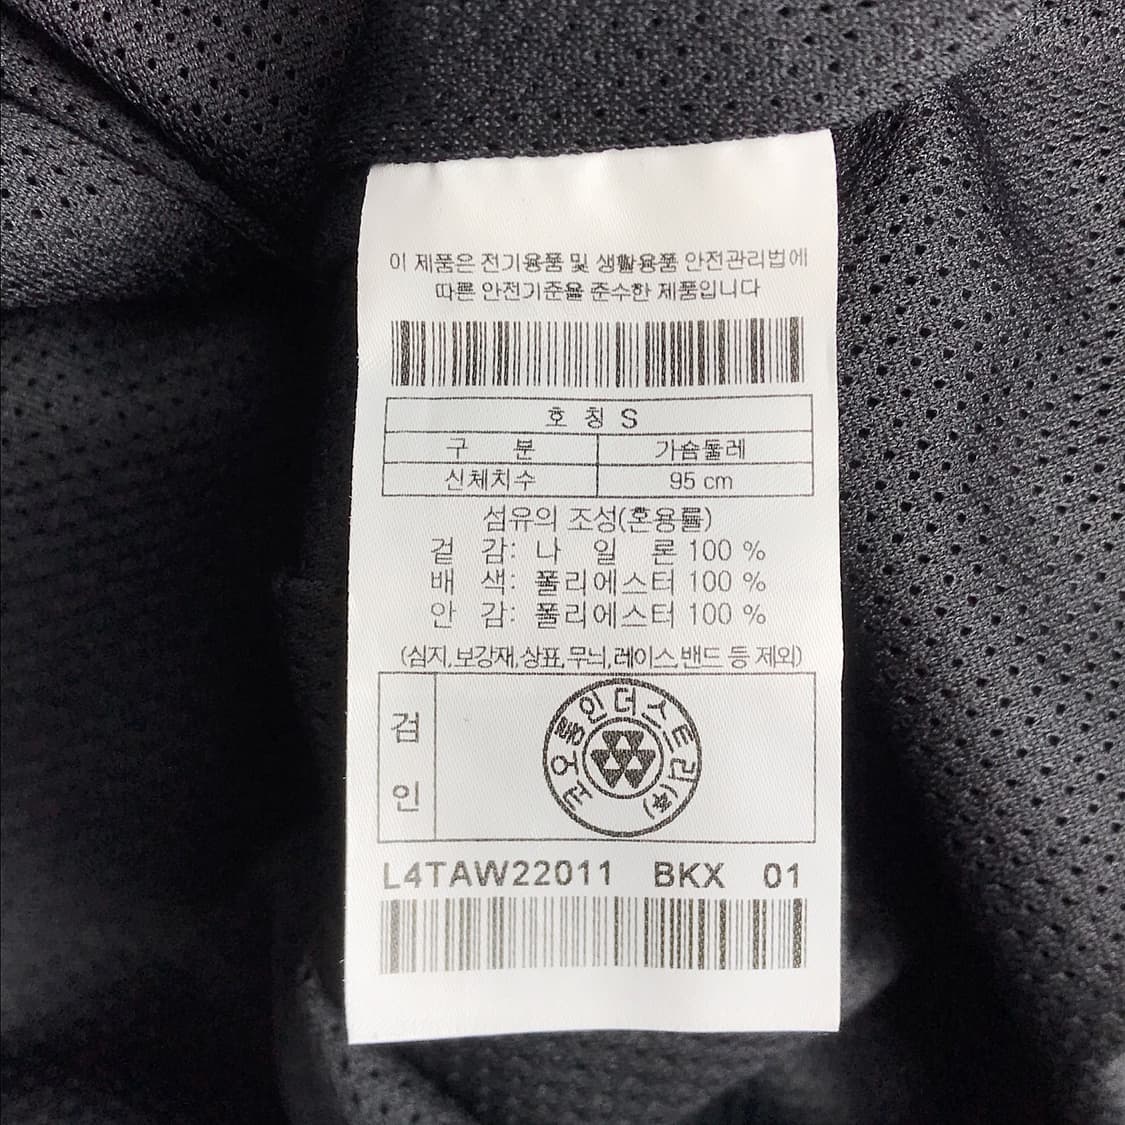 이 제품은 전기용품 및 생활용품 안전관리법에
따른 안전기준을 준수한 제품입니다
호 칭 S
구 분 가슴둘레
신체치수 95 cm
섬유의 조성(혼용률)
겉 감: 나 일 론 100 %
배 색: 폴리에스터 100 %
안 감: 폴리에스터 100 %
(심지,보강재,상표,무늬,레이스,밴드 등 제외)
검
인
코오롱인더스트리(주)
L4TAW22011 BKX 01